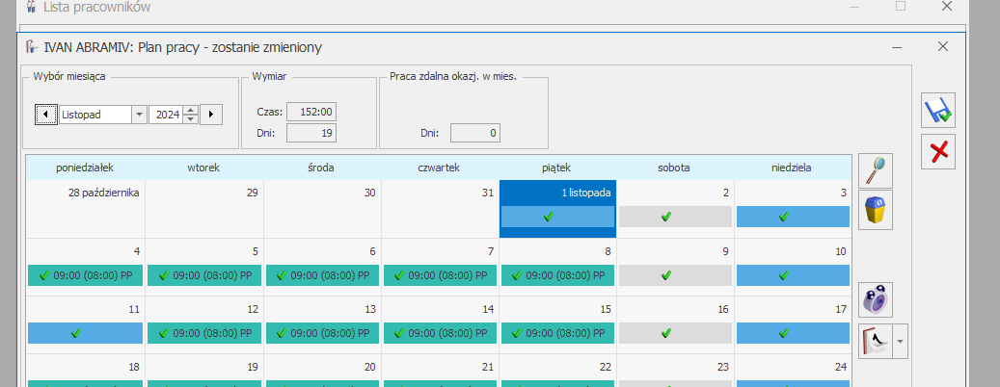 Lista pracowników
IVAN ABRAMIV: Plan pracy - zostanie zmieniony
Wybór miesiąca
Wymiar
Praca zdalna okazj. w mies.
Listopad 2024
Czas: 152:00
Dni: 19
Dni: 0
poniedziałek wtorek środa czwartek piątek sobota niedziela
28 października 29 30 31 1 listopada 2 3
4 5 6 7 8 9 10
09:00 (08:00) PP 09:00 (08:00) PP 09:00 (08:00) PP 09:00 (08:00) PP 09:00 (08:00) PP
11 12 13 14 15 16 17
09:00 (08:00) PP 09:00 (08:00) PP 09:00 (08:00) PP 09:00 (08:00) PP
18 19 20 21 22 23 24